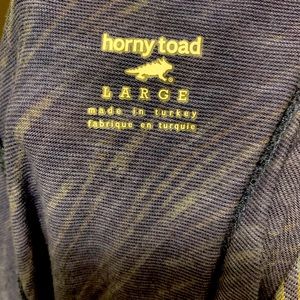 horny toad
LARGE
made in turkey
fabrique en turquie